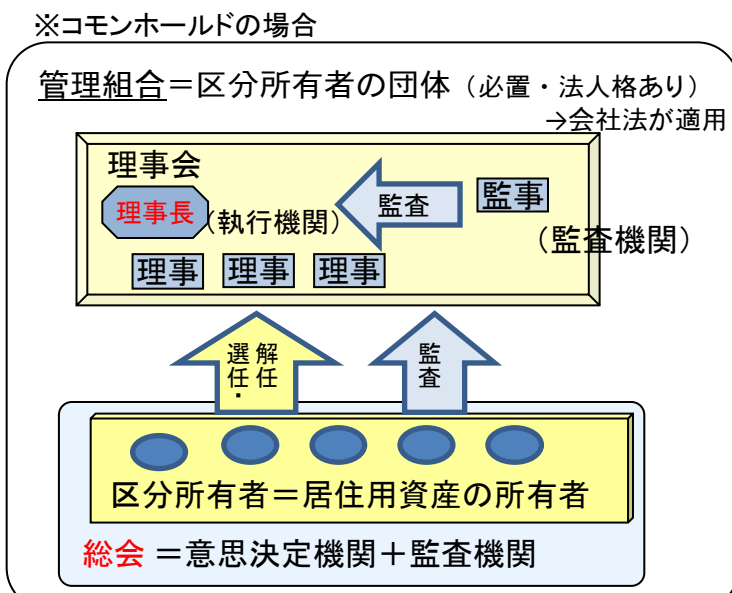 ※コモンホールドの場合
管理組合＝区分所有者の団体（必置・法人格あり）
→会社法が適用
理事会
理事長
（執行機関）
監査
監事
（監査機関）
理事 理事 理事
選任・解任
監査
区分所有者＝居住用資産の所有者
総会＝意思決定機関＋監査機関